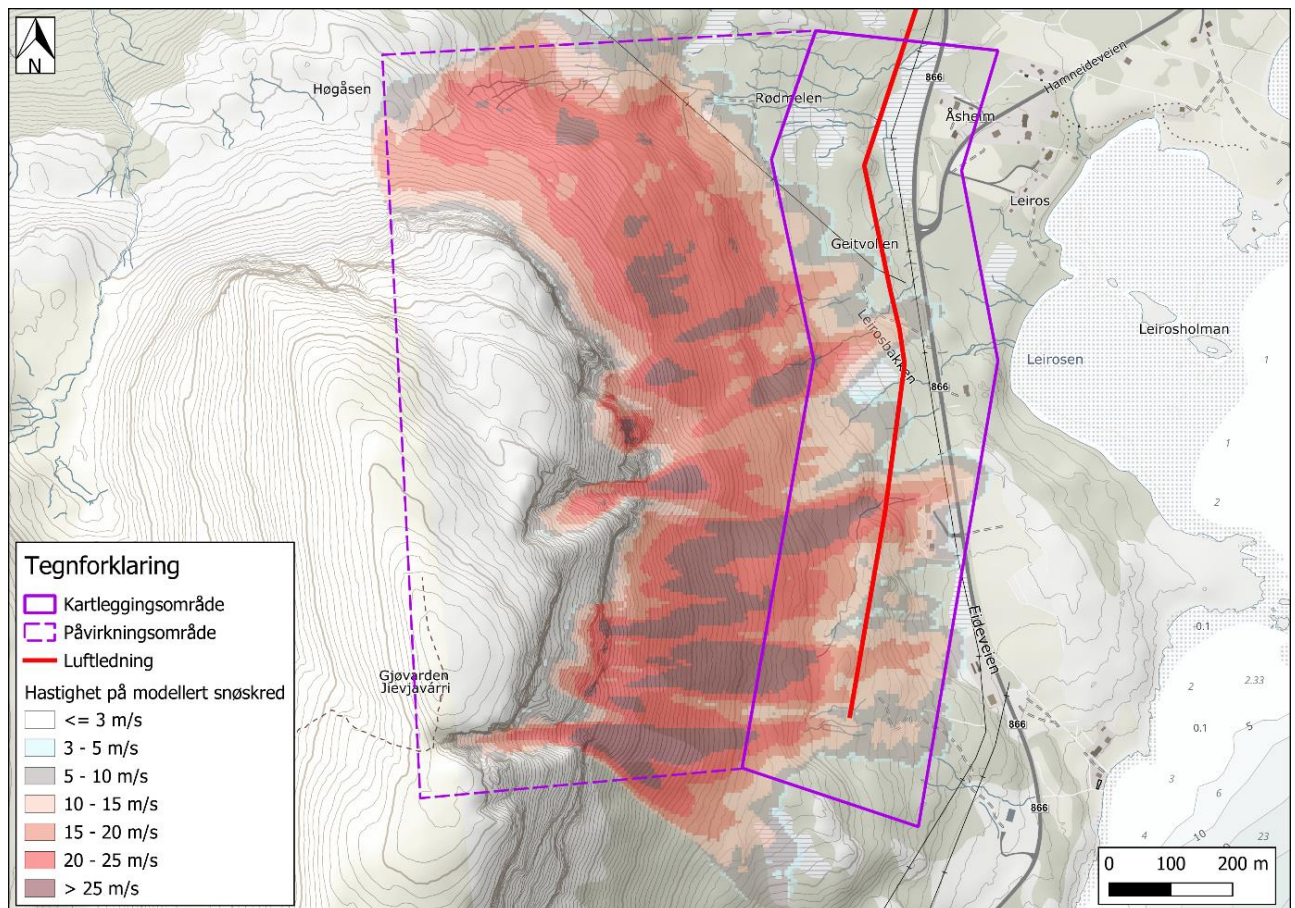 N
Høgåsen
Rødmelen
866
Åsheim
Hamneideveien
Leiros
Geitvollen
Leirosbakken
Leirosholman
Leirosen
866
1
1
2
Tegnforklaring
Kartleggingsområde
Påvirkningsområde
Luftledning
Hastighet på modellert snøskred
<= 3 m/s
3 - 5 m/s
5 - 10 m/s
10 - 15 m/s
15 - 20 m/s
20 - 25 m/s
> 25 m/s
Gjøvarden
Jievjavárri
Eideveien
0.1
2
2.33
0.1
5
866
866
3
6
4
10
23
0 100 200 m